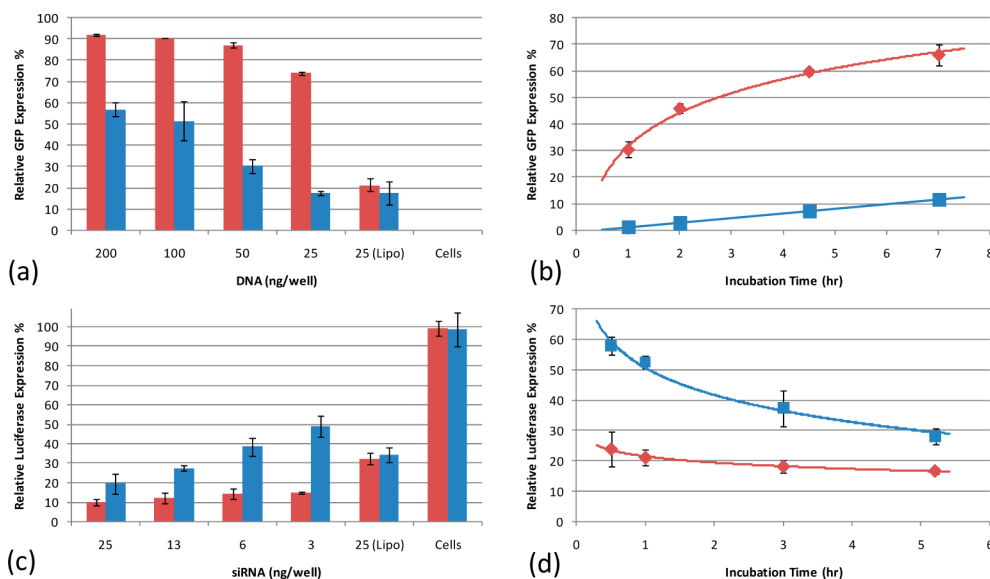 Relative GFP Expression %
100
90
80
70
60
50
40
30
20
10
0
200 100 50 25 25 (Lipo) Cells
DNA (ng/well)
(a)
Relative GFP Expression %
80
70
60
50
40
30
20
10
0
0 1 2 3 4 5 6 7 8
Incubation Time (hr)
(b)
Relative Luciferase Expression %
100
90
80
70
60
50
40
30
20
10
0
25 13 6 3 25 (Lipo) Cells
siRNA (ng/well)
(c)
Relative Luciferase Expression %
70
60
50
40
30
20
10
0
0 1 2 3 4 5 6
Incubation Time (hr)
(d)